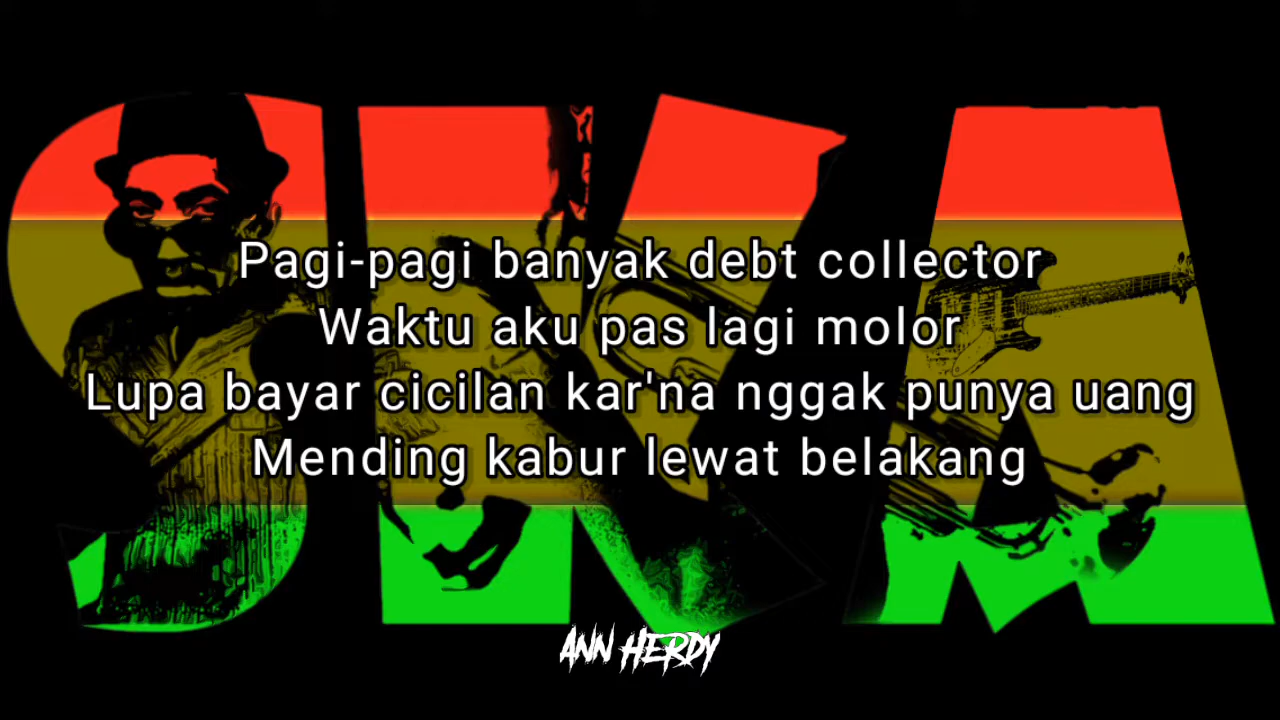 SKA
Pagi-pagi banyak debt collector
Waktu aku pas lagi molor
Lupa bayar cicilan kar'na nggak punya uang
Mending kabur lewat belakang
ANN HERDY